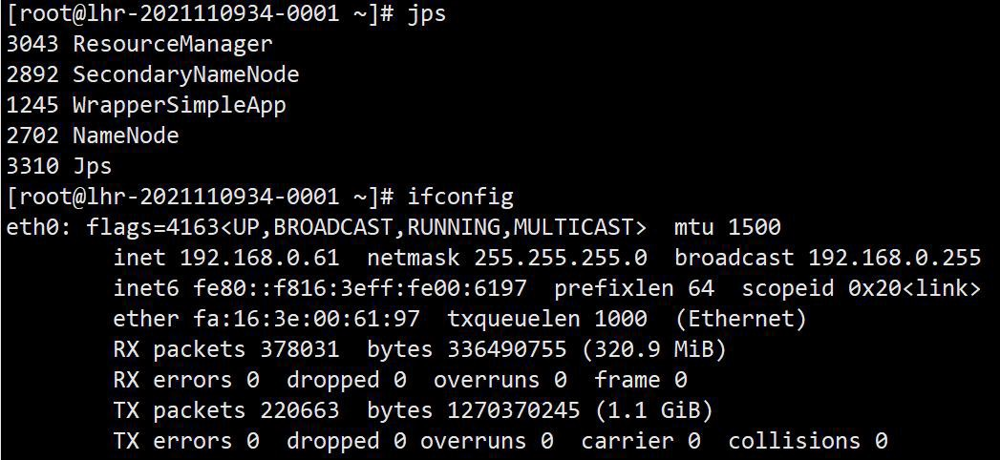 [root@lhr-2021110934-0001 ~]# jps
3043 ResourceManager
2892 SecondaryNameNode
1245 WrapperSimpleApp
2702 NameNode
3310 Jps
[root@lhr-2021110934-0001 ~]# ifconfig
eth0: flags=4163<UP,BROADCAST,RUNNING,MULTICAST>  mtu 1500
        inet 192.168.0.61  netmask 255.255.255.0  broadcast 192.168.0.255
        inet6 fe80::f816:3eff:fe00:6197  prefixlen 64  scopeid 0x20<link>
        ether fa:16:3e:00:61:97  txqueuelen 1000  (Ethernet)
        RX packets 378031  bytes 336490755 (320.9 MiB)
        RX errors 0  dropped 0  overruns 0  frame 0
        TX packets 220663  bytes 1270370245 (1.1 GiB)
        TX errors 0  dropped 0 overruns 0  carrier 0  collisions 0